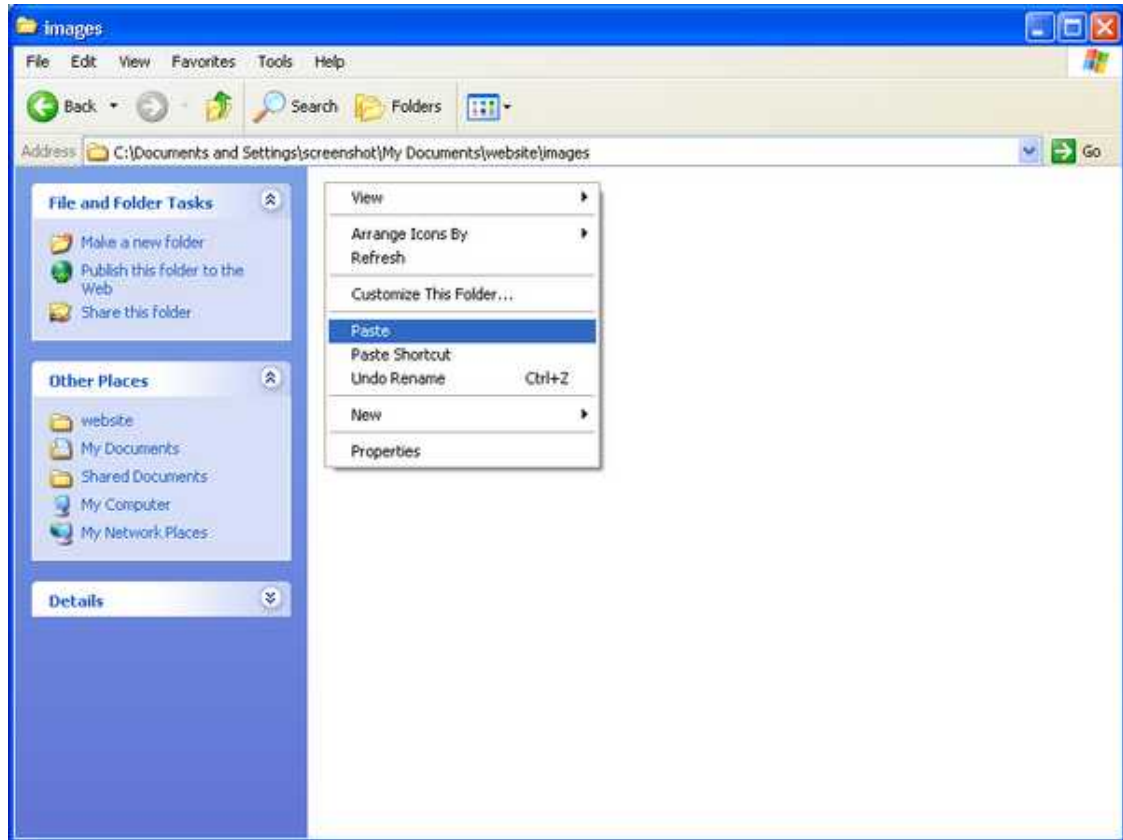 images
File Edit View Favorites Tools Help
Back Search Folders
Address C:\Documents and Settings\screenshot\My Documents\website\images Go
File and Folder Tasks
Make a new folder
Publish this folder to the
Web
Share this folder
Other Places
website
My Documents
Shared Documents
My Computer
My Network Places
Details
View
Arrange Icons By
Refresh
Customize This Folder...
Paste
Paste Shortcut
Undo Rename Ctrl+Z
New
Properties